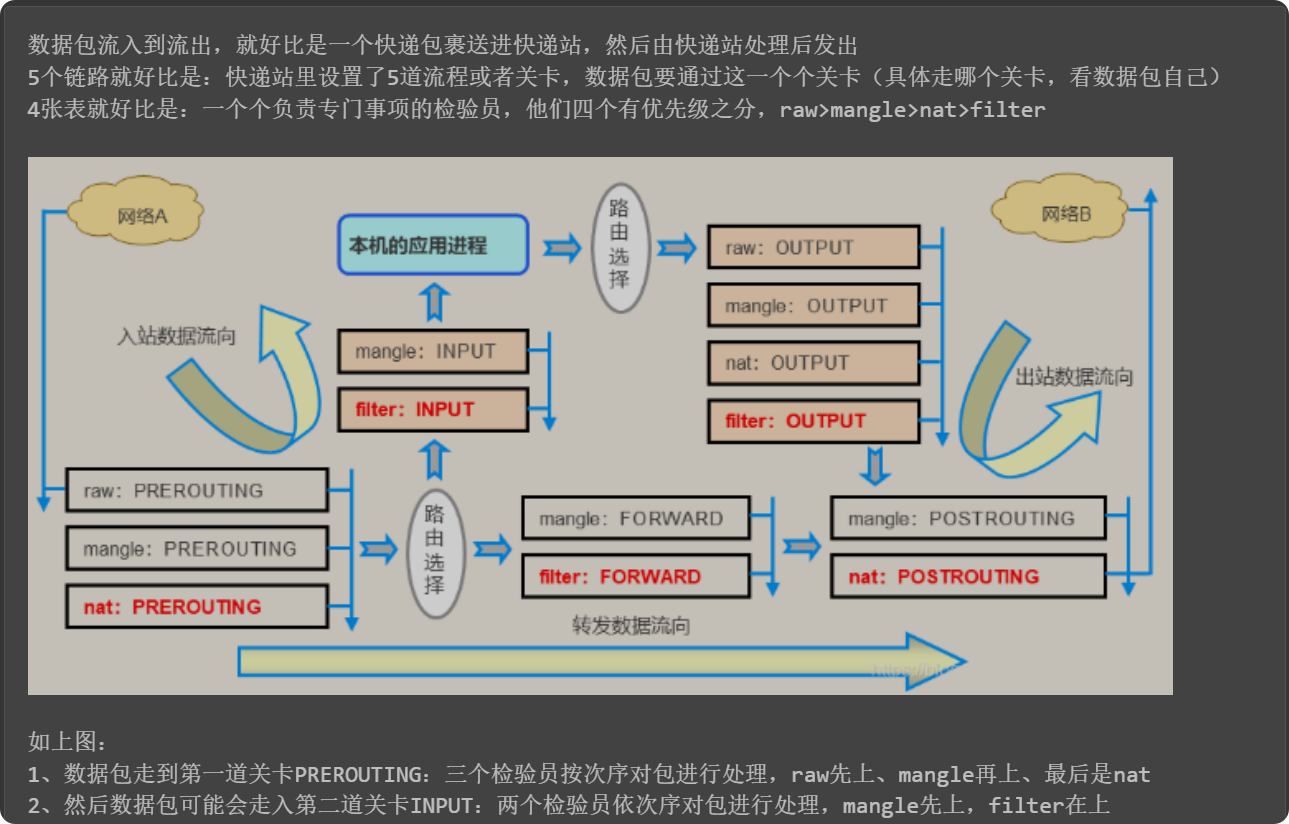 数据包流入到流出，就好比是一个快递包裹送进快递站，然后由快递站处理后发出
5个链路就好比是：快递站里设置了5道流程或者关卡，数据包要通过这一个个关卡（具体走哪个关卡，看数据包自己）
4张表就好比是：一个个负责专门事项的检验员，他们四个有优先级之分，raw>mangle>nat>filter
网络A
网络B
本机的应用进程
路由选择
raw：OUTPUT
mangle：OUTPUT
nat：OUTPUT
filter：OUTPUT
入站数据流向
mangle：INPUT
filter：INPUT
出站数据流向
raw：PREROUTING
mangle：PREROUTING
nat：PREROUTING
路由选择
mangle：FORWARD
filter：FORWARD
mangle：POSTROUTING
nat：POSTROUTING
转发数据流向
如上图：
1、数据包走到第一道关卡PREROUTING：三个检验员按次序对包进行处理，raw先上、mangle再上、最后是nat
2、然后数据包可能会走入第二道关卡INPUT：两个检验员依次序对包进行处理，mangle先上，filter在上